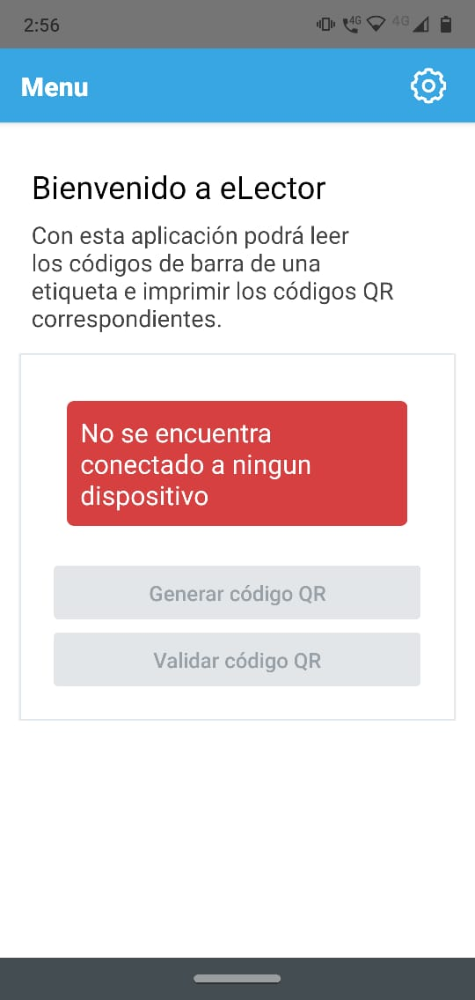 2:56
4G
4G
Menu
Bienvenido a eLector
Con esta aplicación podrá leer
los códigos de barra de una
etiqueta e imprimir los códigos QR
correspondientes.
No se encuentra
conectado a ningun
dispositivo
Generar código QR
Validar código QR